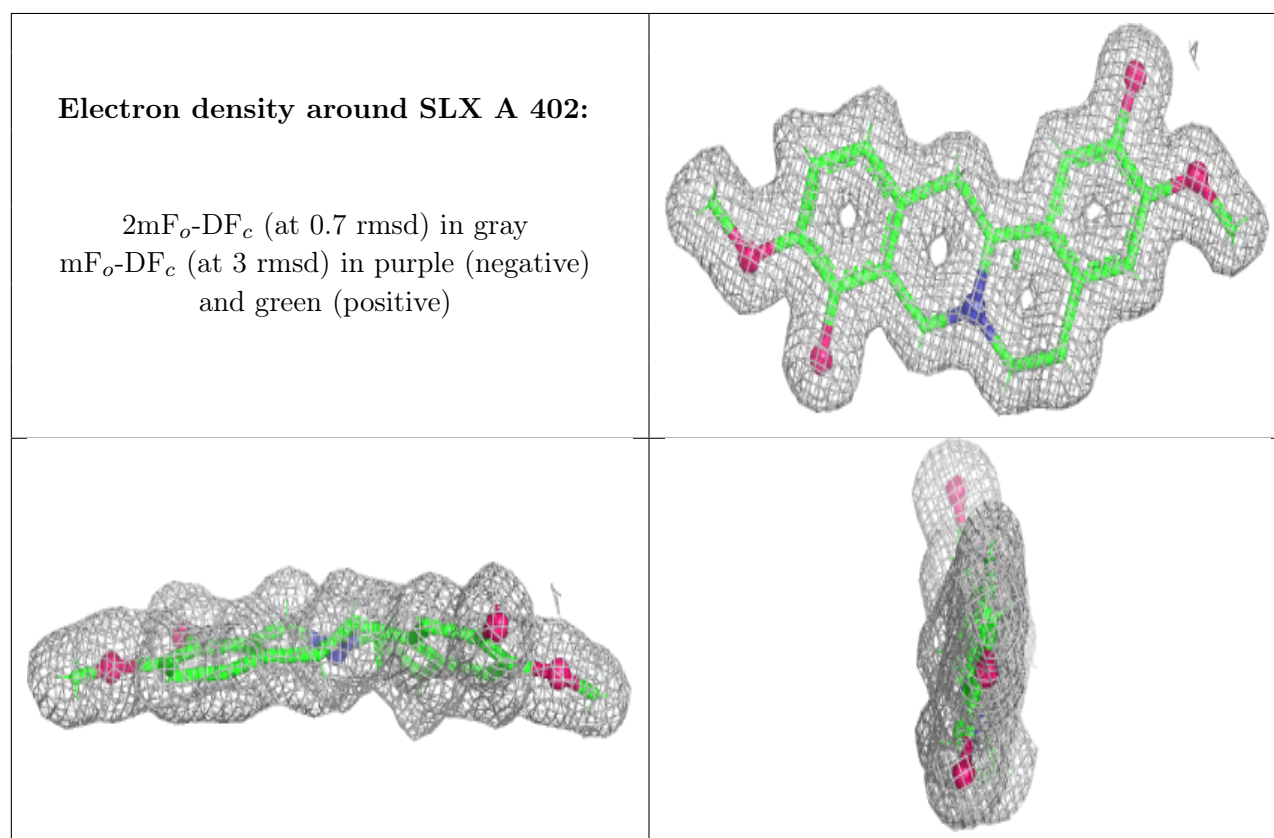 Electron density around SLX A 402:
2mFo-DFc (at 0.7 rmsd) in gray
mFo-DFc (at 3 rmsd) in purple (negative)
and green (positive)